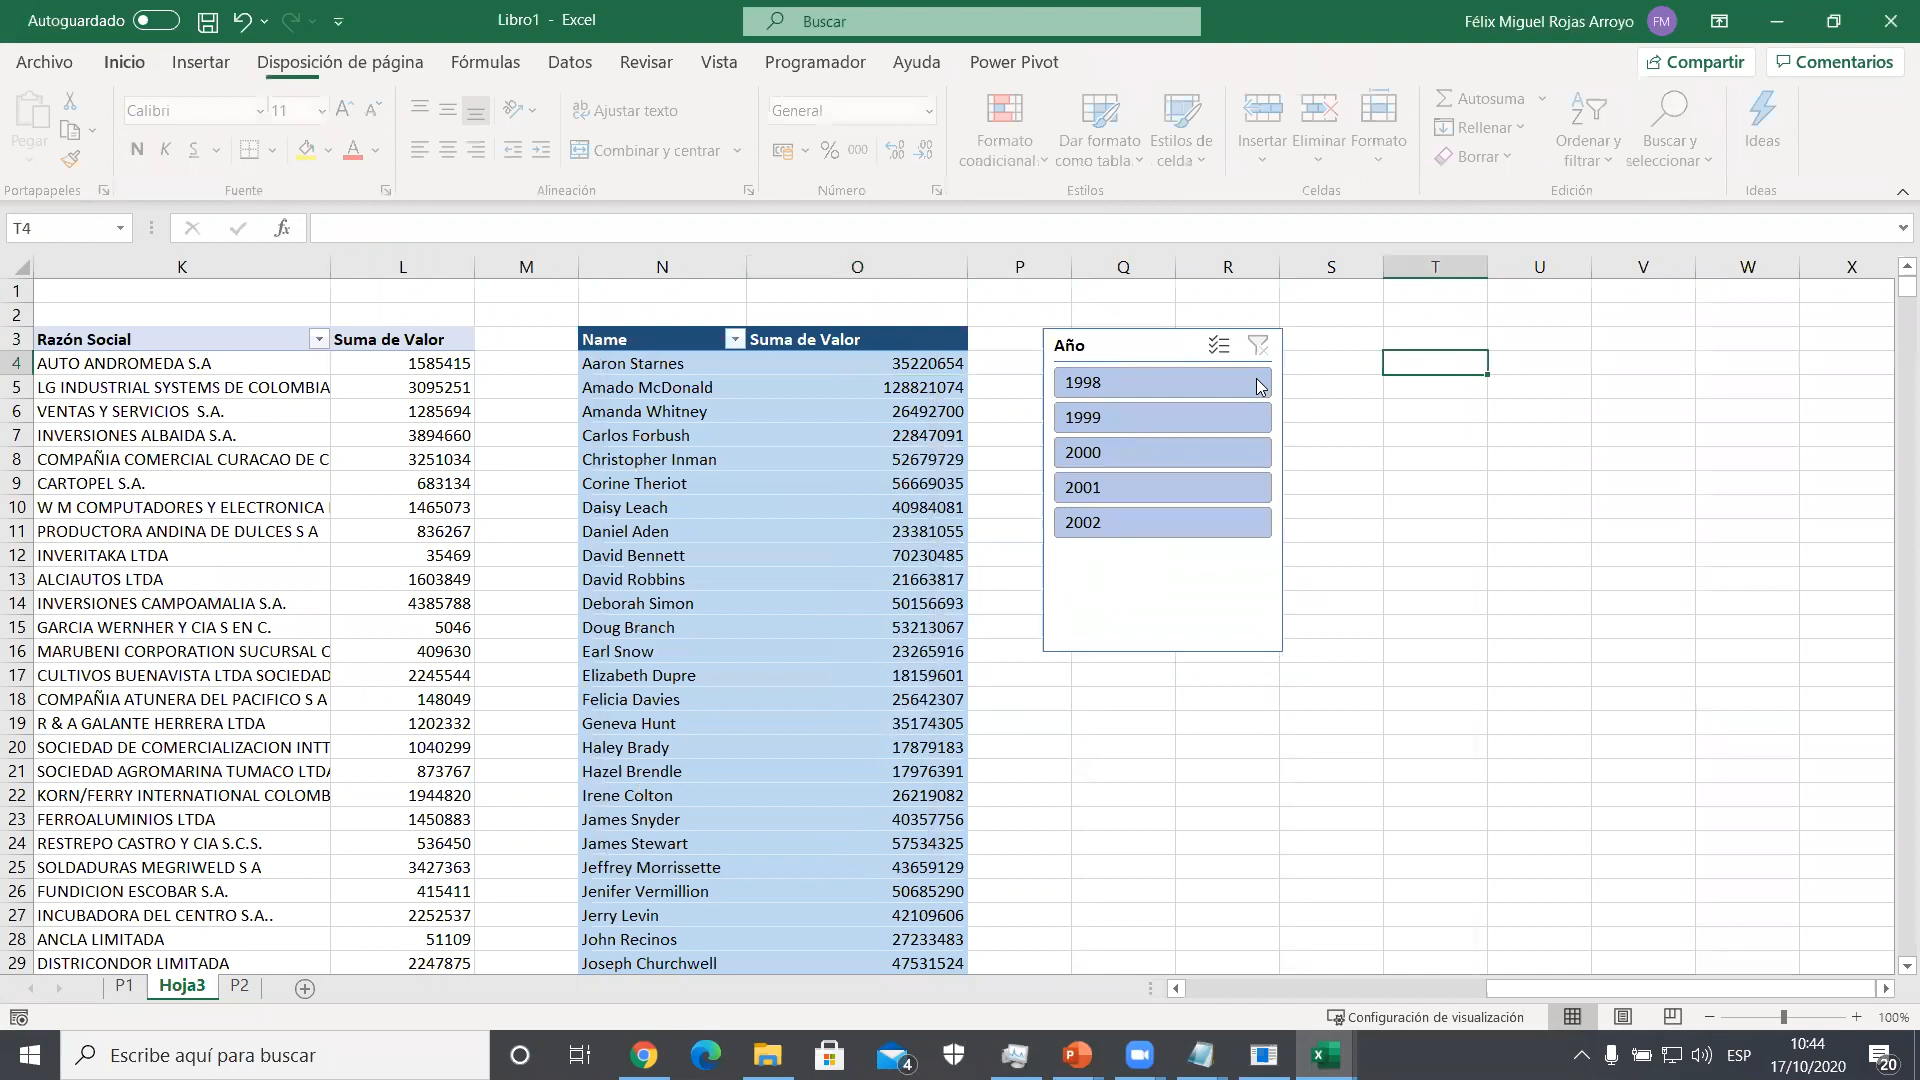 Autoguardado
Libro1 - Excel
Buscar
Félix Miguel Rojas Arroyo FM
Archivo Inicio Insertar Disposición de página Fórmulas Datos Revisar Vista Programador Ayuda Power Pivot
Compartir Comentarios
Pegar
Portapapeles
Calibri 11
N K S
Fuente
Ajustar texto
Combinar y centrar
Alineación
General
% 000
Número
Formato condicional
Dar formato como tabla
Estilos de celda
Estilos
Insertar Eliminar Formato
Celdas
Autosuma
Rellenar
Borrar
Ordenar y filtrar
Buscar y seleccionar
Edición
Ideas
Ideas
T4 fx
K L M N O P Q R S T U V W X
1
2
3 Razón Social Suma de Valor Name Suma de Valor
4 AUTO ANDROMEDA S.A 1585415 Aaron Starnes 35220654
5 LG INDUSTRIAL SYSTEMS DE COLOMBIA 3095251 Amado McDonald 128821074
6 VENTAS Y SERVICIOS S.A. 1285694 Amanda Whitney 26492700
7 INVERSIONES ALBAIDA S.A. 3894660 Carlos Forbush 22847091
8 COMPAÑIA COMERCIAL CURACAO DE C 3251034 Christopher Inman 52679729
9 CARTOPEL S.A. 683134 Corine Theriot 56669035
10 W M COMPUTADORES Y ELECTRONICA 1465073 Daisy Leach 40984081
11 PRODUCTORA ANDINA DE DULCES S A 836267 Daniel Aden 23381055
12 INVERITAKA LTDA 35469 David Bennett 70230485
13 ALCIAUTOS LTDA 1603849 David Robbins 21663817
14 INVERSIONES CAMPOAMALIA S.A. 4385788 Deborah Simon 50156693
15 GARCIA WERNHER Y CIA S EN C. 5046 Doug Branch 53213067
16 MARUBENI CORPORATION SUCURSAL C 409630 Earl Snow 23265916
17 CULTIVOS BUENAVISTA LTDA SOCIEDAD 2245544 Elizabeth Dupre 18159601
18 COMPAÑIA ATUNERA DEL PACIFICO S A 148049 Felicia Davies 25642307
19 R & A GALANTE HERRERA LTDA 1202332 Geneva Hunt 35174305
20 SOCIEDAD DE COMERCIALIZACION INTT 1040299 Haley Brady 17879183
21 SOCIEDAD AGROMARINA TUMACO LTDA 873767 Hazel Brendle 17976391
22 KORN/FERRY INTERNATIONAL COLOMB 1944820 Irene Colton 26219082
23 FERROALUMINIOS LTDA 1450883 James Snyder 40357756
24 RESTREPO CASTRO Y CIA S.C.S. 536450 James Stewart 57534325
25 SOLDADURAS MEGRIWELD S A 3427363 Jeffrey Morrissette 43659129
26 FUNDICION ESCOBAR S.A. 415411 Jenifer Vermillion 50685290
27 INCUBADORA DEL CENTRO S.A.. 2252537 Jerry Levin 42109606
28 ANCLA LIMITADA 51109 John Recinos 27233483
29 DISTRICONDOR LIMITADA 2247875 Joseph Churchwell 47531524
Año
1998
1999
2000
2001
2002
P1 Hoja3 P2
Configuración de visualización 100%
Escribe aquí para buscar
4
ESP
10:44
17/10/2020
20